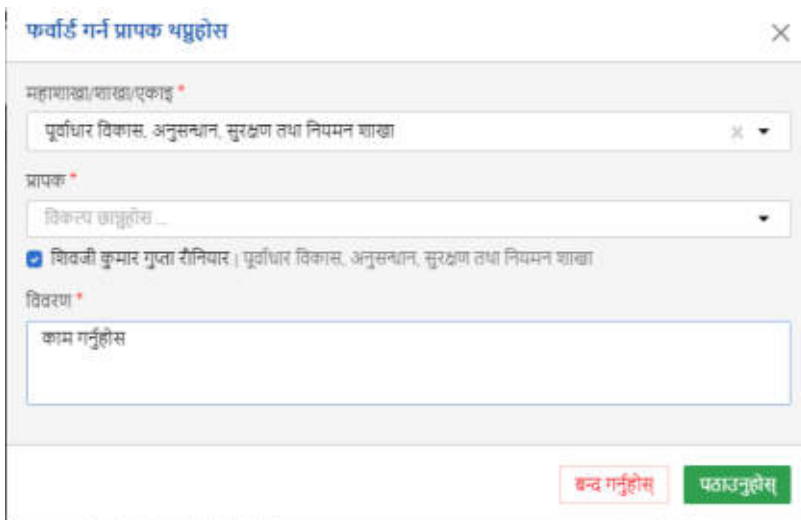 फर्वार्ड गर्न प्रापक थप्नुहोस
महाशाखा/शाखा/एकाइ *
पूर्वाधार विकास, अनुसन्धान, सुरक्षण तथा नियमन शाखा
प्रापक *
विकल्प छान्नुहोस ...
शिवजी कुमार गुप्ता रौनियार | पूर्वाधार विकास, अनुसन्धान, सुरक्षण तथा नियमन शाखा
विवरण *
काम गर्नुहोस
बन्द गर्नुहोस् पठाउनुहोस्